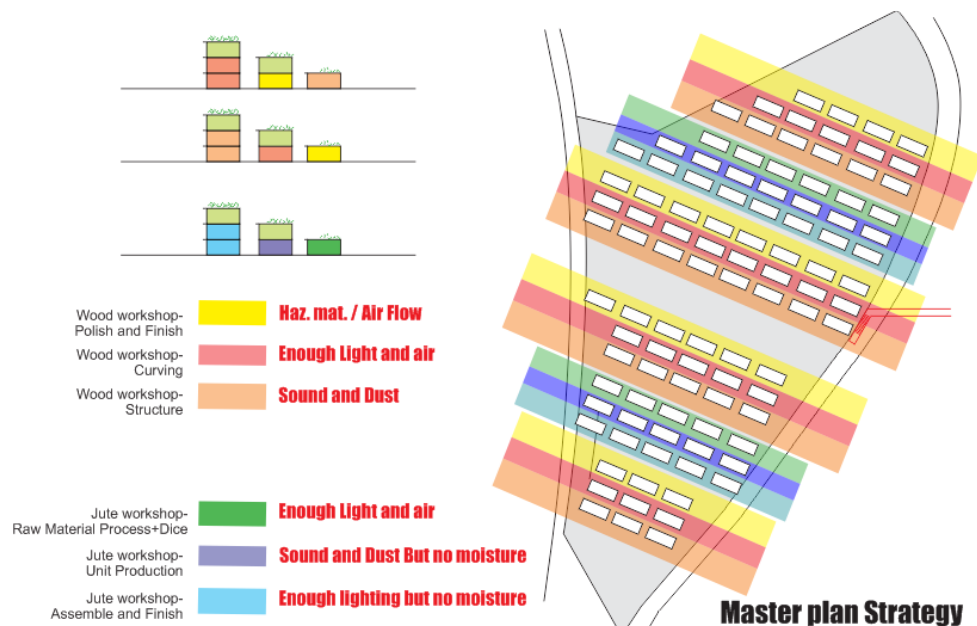 Wood workshop-
Polish and Finish
Haz. mat. / Air Flow
Wood workshop-
Curving
Enough Light and air
Wood workshop-
Structure
Sound and Dust
Jute workshop-
Raw Material Process+Dice
Enough Light and air
Jute workshop-
Unit Production
Sound and Dust But no moisture
Jute workshop-
Assemble and Finish
Enough lighting but no moisture
Master plan Strategy